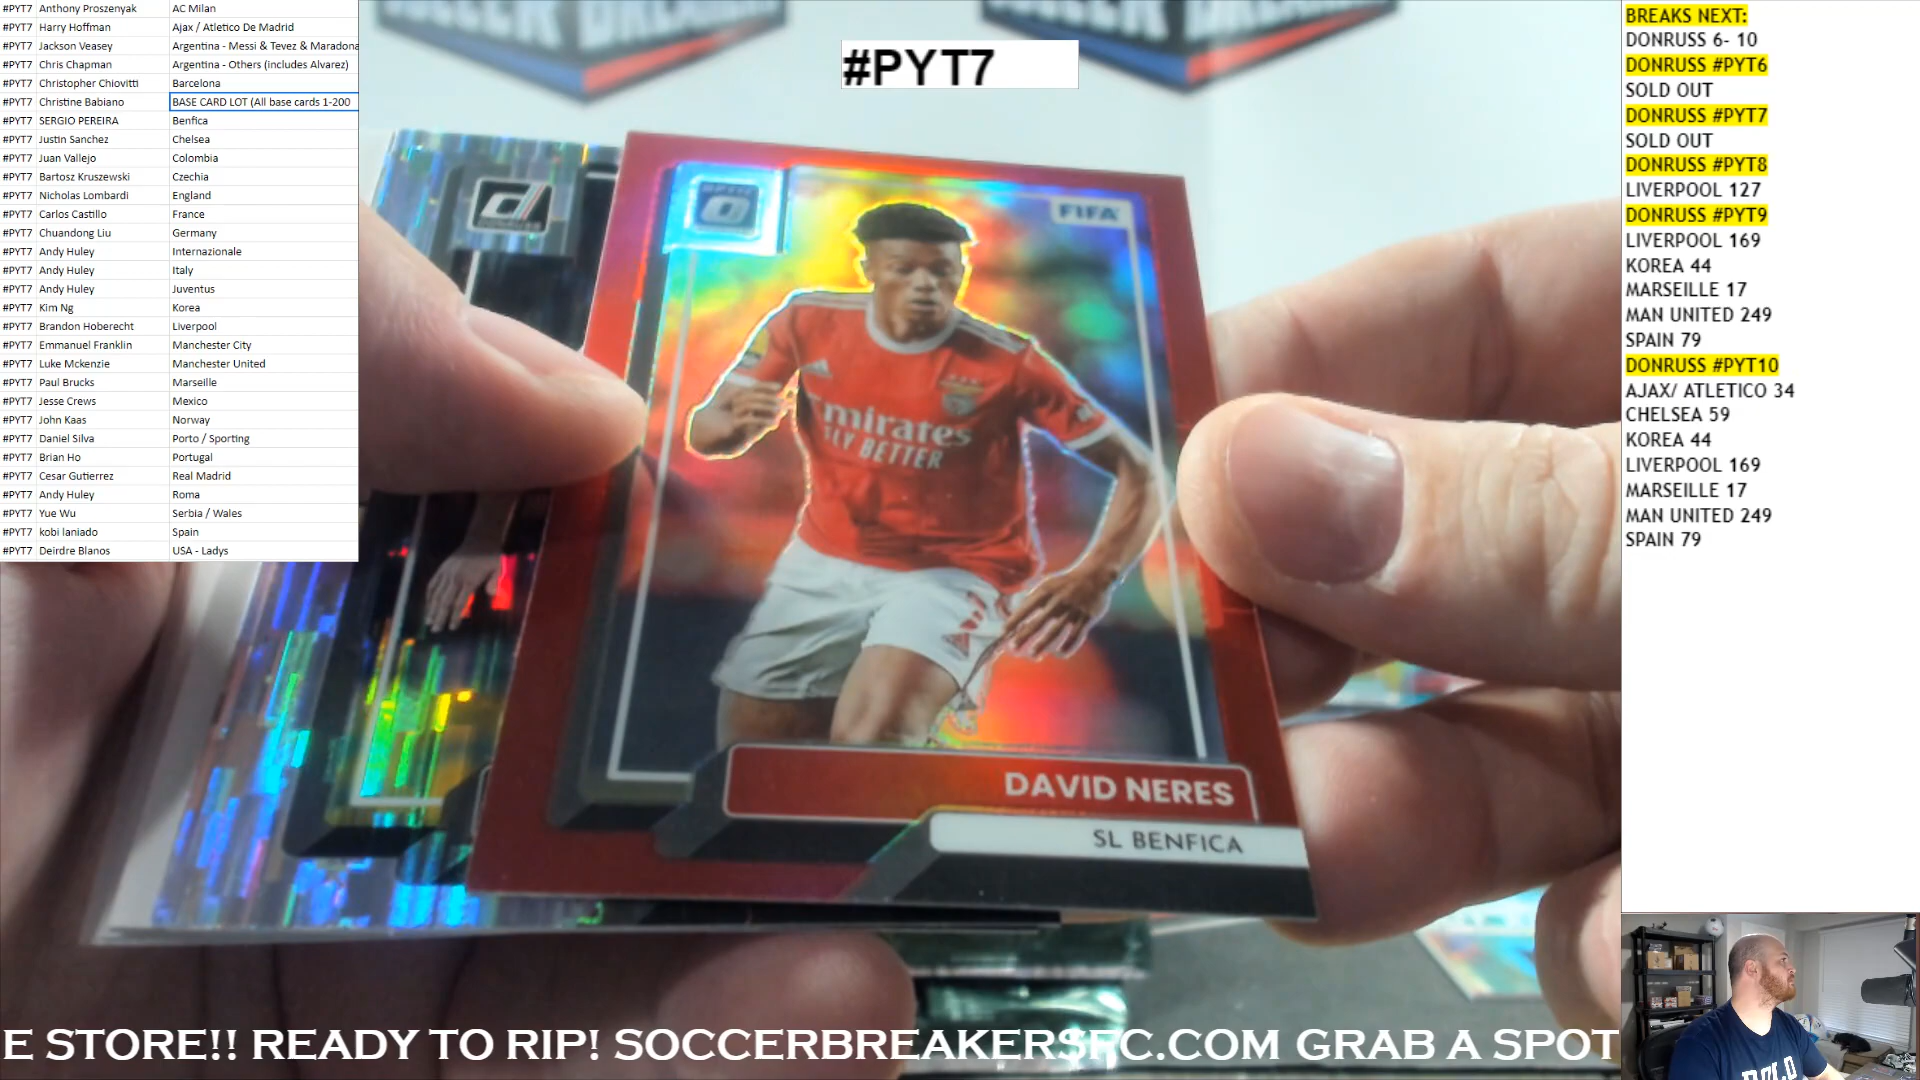 #PYT7 Anthony Proszenyak AC Milan
#PYT7 Harry Hoffman Ajax / Atletico De Madrid
#PYT7 Jackson Veasey Argentina - Messi & Tevez & Maradona
#PYT7 Chris Chapman Argentina - Others (includes Alvarez)
#PYT7 Christopher Chiovitti Barcelona
#PYT7 Christine Babiano BASE CARD LOT (All base cards 1-200
#PYT7 SERGIO PEREIRA Benfica
#PYT7 Justin Sanchez Chelsea
#PYT7 Juan Vallejo Colombia
#PYT7 Bartosz Kruszewski Czechia
#PYT7 Nicholas Lombardi England
#PYT7 Carlos Castillo France
#PYT7 Chuandong Liu Germany
#PYT7 Andy Huley Internazionale
#PYT7 Andy Huley Italy
#PYT7 Andy Huley Juventus
#PYT7 Kim Ng Korea
#PYT7 Brandon Hoberecht Liverpool
#PYT7 Emmanuel Franklin Manchester City
#PYT7 Luke Mckenzie Manchester United
#PYT7 Paul Brucks Marseille
#PYT7 Jesse Crews Mexico
#PYT7 John Kaas Norway
#PYT7 Daniel Silva Porto / Sporting
#PYT7 Brian Ho Portugal
#PYT7 Cesar Gutierrez Real Madrid
#PYT7 Andy Huley Roma
#PYT7 Yue Wu Serbia / Wales
#PYT7 kobi laniado Spain
#PYT7 Deirdre Blanos USA - Ladys
SOCCER BREAKERS
#PYT7
OPTIC
FIFA
Emirates
FLY BETTER
DAVID NERES
SL BENFICA
BREAKS NEXT:
DONRUSS 6- 10
DONRUSS #PYT6
SOLD OUT
DONRUSS #PYT7
SOLD OUT
DONRUSS #PYT8
LIVERPOOL 127
DONRUSS #PYT9
LIVERPOOL 169
KOREA 44
MARSEILLE 17
MAN UNITED 249
SPAIN 79
DONRUSS #PYT10
AJAX/ ATLETICO 34
CHELSEA 59
KOREA 44
LIVERPOOL 169
MARSEILLE 17
MAN UNITED 249
SPAIN 79
E STORE!! READY TO RIP! SOCCERBREAKERSFC.COM GRAB A SPOT